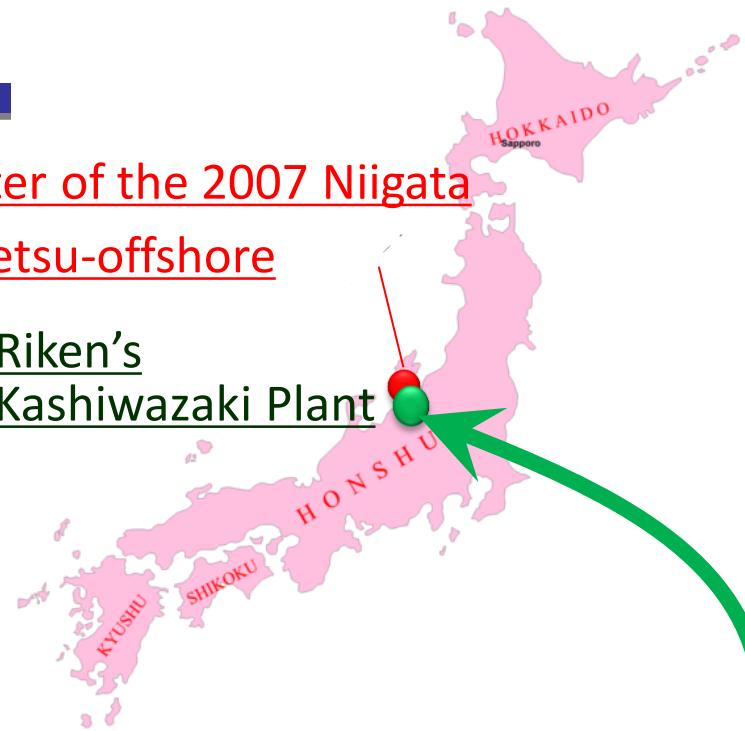 HOKKAIDO
Sapporo
ter of the 2007 Niigata
etsu-offshore
Riken’s
Kashiwazaki Plant
HONSHU
SHIKOKU
KYUSHU